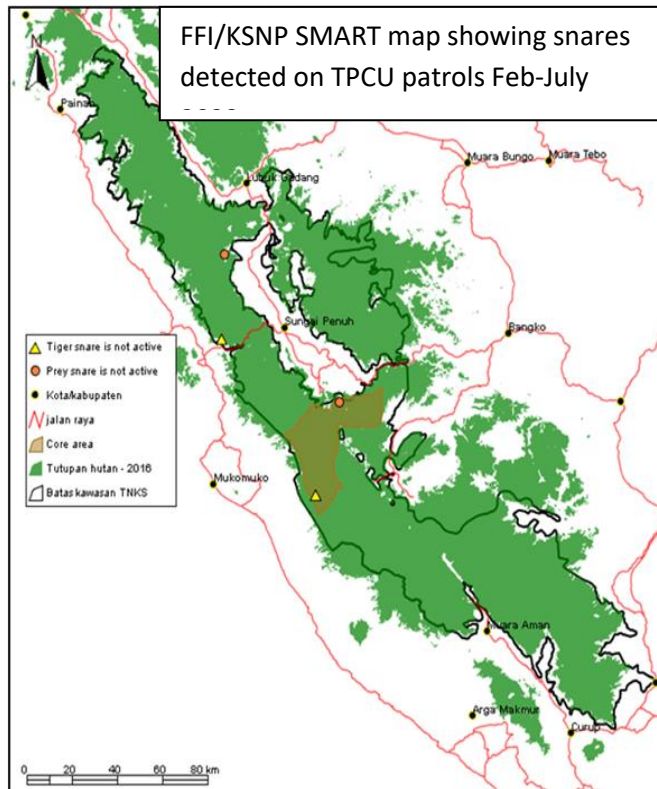 FFI/KSNP SMART map showing snares
detected on TPCU patrols Feb-July
N
Painan
Muara Bungo
Muara Tebo
Lubuk Gedang
Sungai Penuh
Bangko
Tiger snare is not active
Prey snare is not active
Kota/kabupaten
jalan raya
Core area
Tutupan hutan - 2016
Batas kawasan TNKS
Mukomuko
Muara Aman
Arga Makmur
Curup
0 20 40 60 80 km